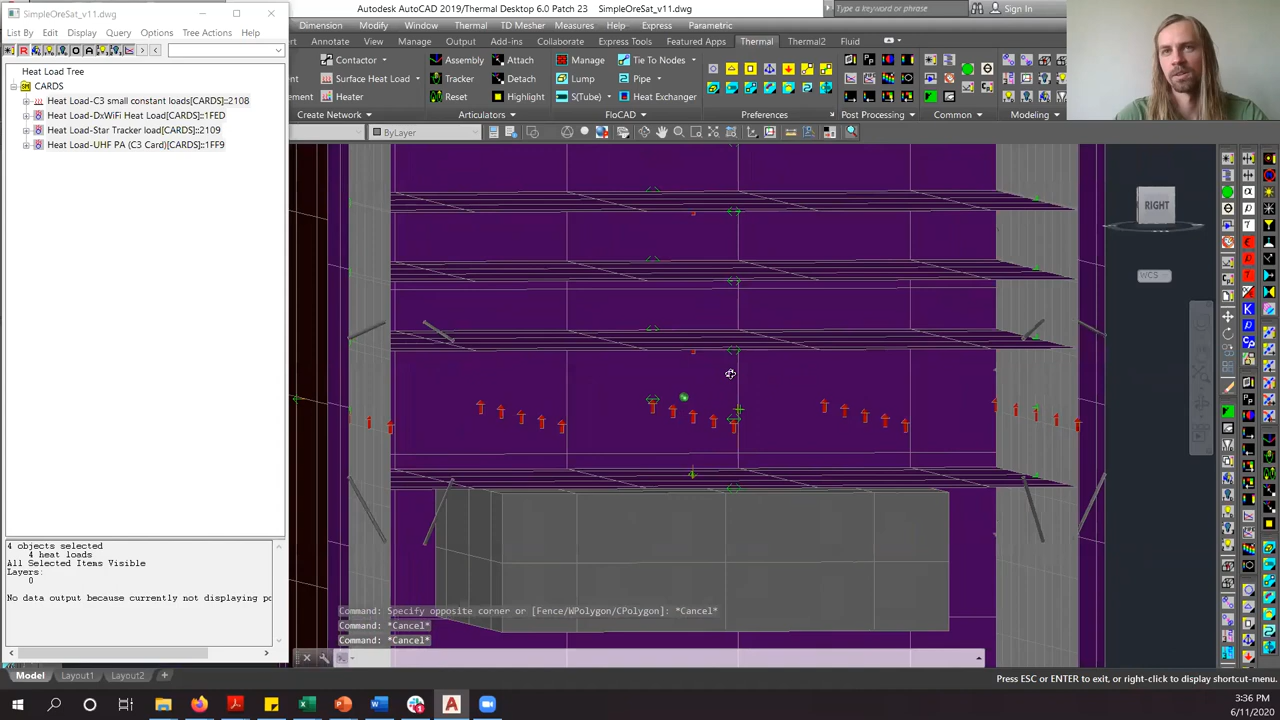 SimpleOreSat_v11.dwg
Autodesk AutoCAD 2019/Thermal Desktop 6.0 Patch 23 SimpleOreSat_v11.dwg
Type a keyword or phrase
Sign In
List By Edit Display Query Options Tree Actions Help
Dimension Modify Thermal TD Mesher Measures Express Parametric
Annotate View Manage Output Add-ins Collaborate Express Tools Featured Apps Thermal Thermal2 Fluid
Contactor
Surface Heat Load
Heater
Assembly
Tracker
Reset
Attach
Detach
Highlight
Manage
Lump
S(Tube)
Tie To Nodes
Pipe
Heat Exchanger
Create Network
Articulators
FloCAD
Preferences
Post Processing
Common
Modeling
ByLayer
Heat Load Tree
CARDS
Heat Load-C3 small constant loads[CARDS]::2108
Heat Load-DxWiFi Heat Load[CARDS]::1FED
Heat Load-Star Tracker load[CARDS]::2109
Heat Load-UHF PA (C3 Card)[CARDS]::1FF9
RIGHT
WCS
4 objects selected
4 heat loads
All Selected Items Visible
Layers:
0
No data output because currently not displaying po
Command: Specify opposite corner or [Fence/WPolygon/CPolygon]: *Cancel*
Command: *Cancel*
Command: *Cancel*
Model Layout1 Layout2 +
Press ESC or ENTER to exit, or right-click to display shortcut-menu.
3:36 PM
6/11/2020